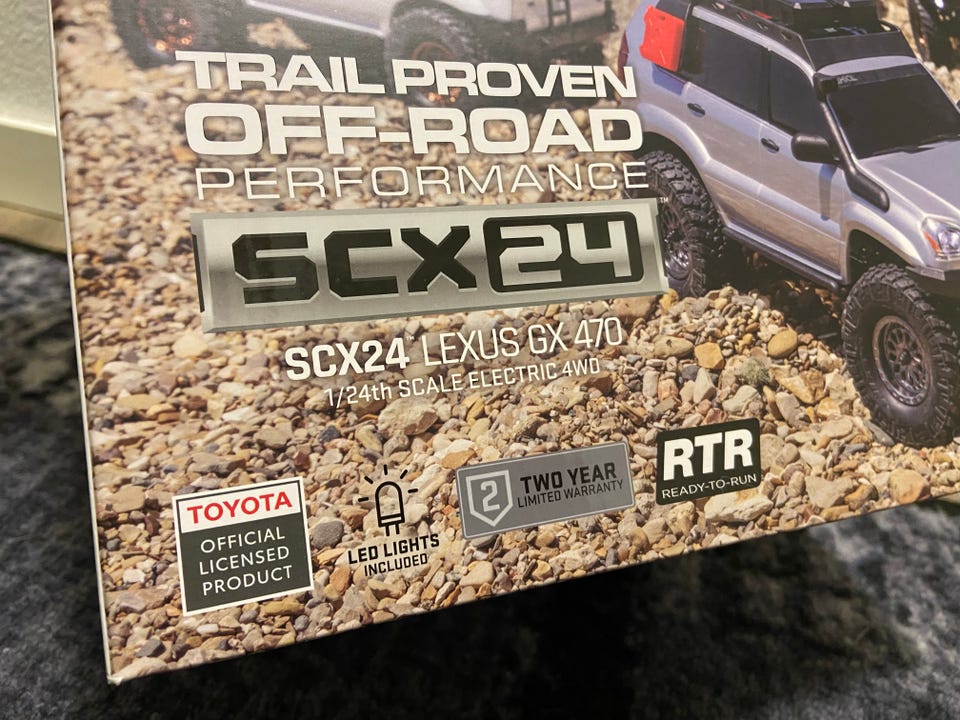 TRAIL PROVEN
OFF-ROAD
PERFORMANCE
SCX24™
SCX24™ LEXUS GX 470
1/24th SCALE ELECTRIC 4WD
TOYOTA
OFFICIAL
LICENSED
PRODUCT
LED LIGHTS
INCLUDED
2 TWO YEAR
LIMITED WARRANTY
RTR
READY-TO-RUN